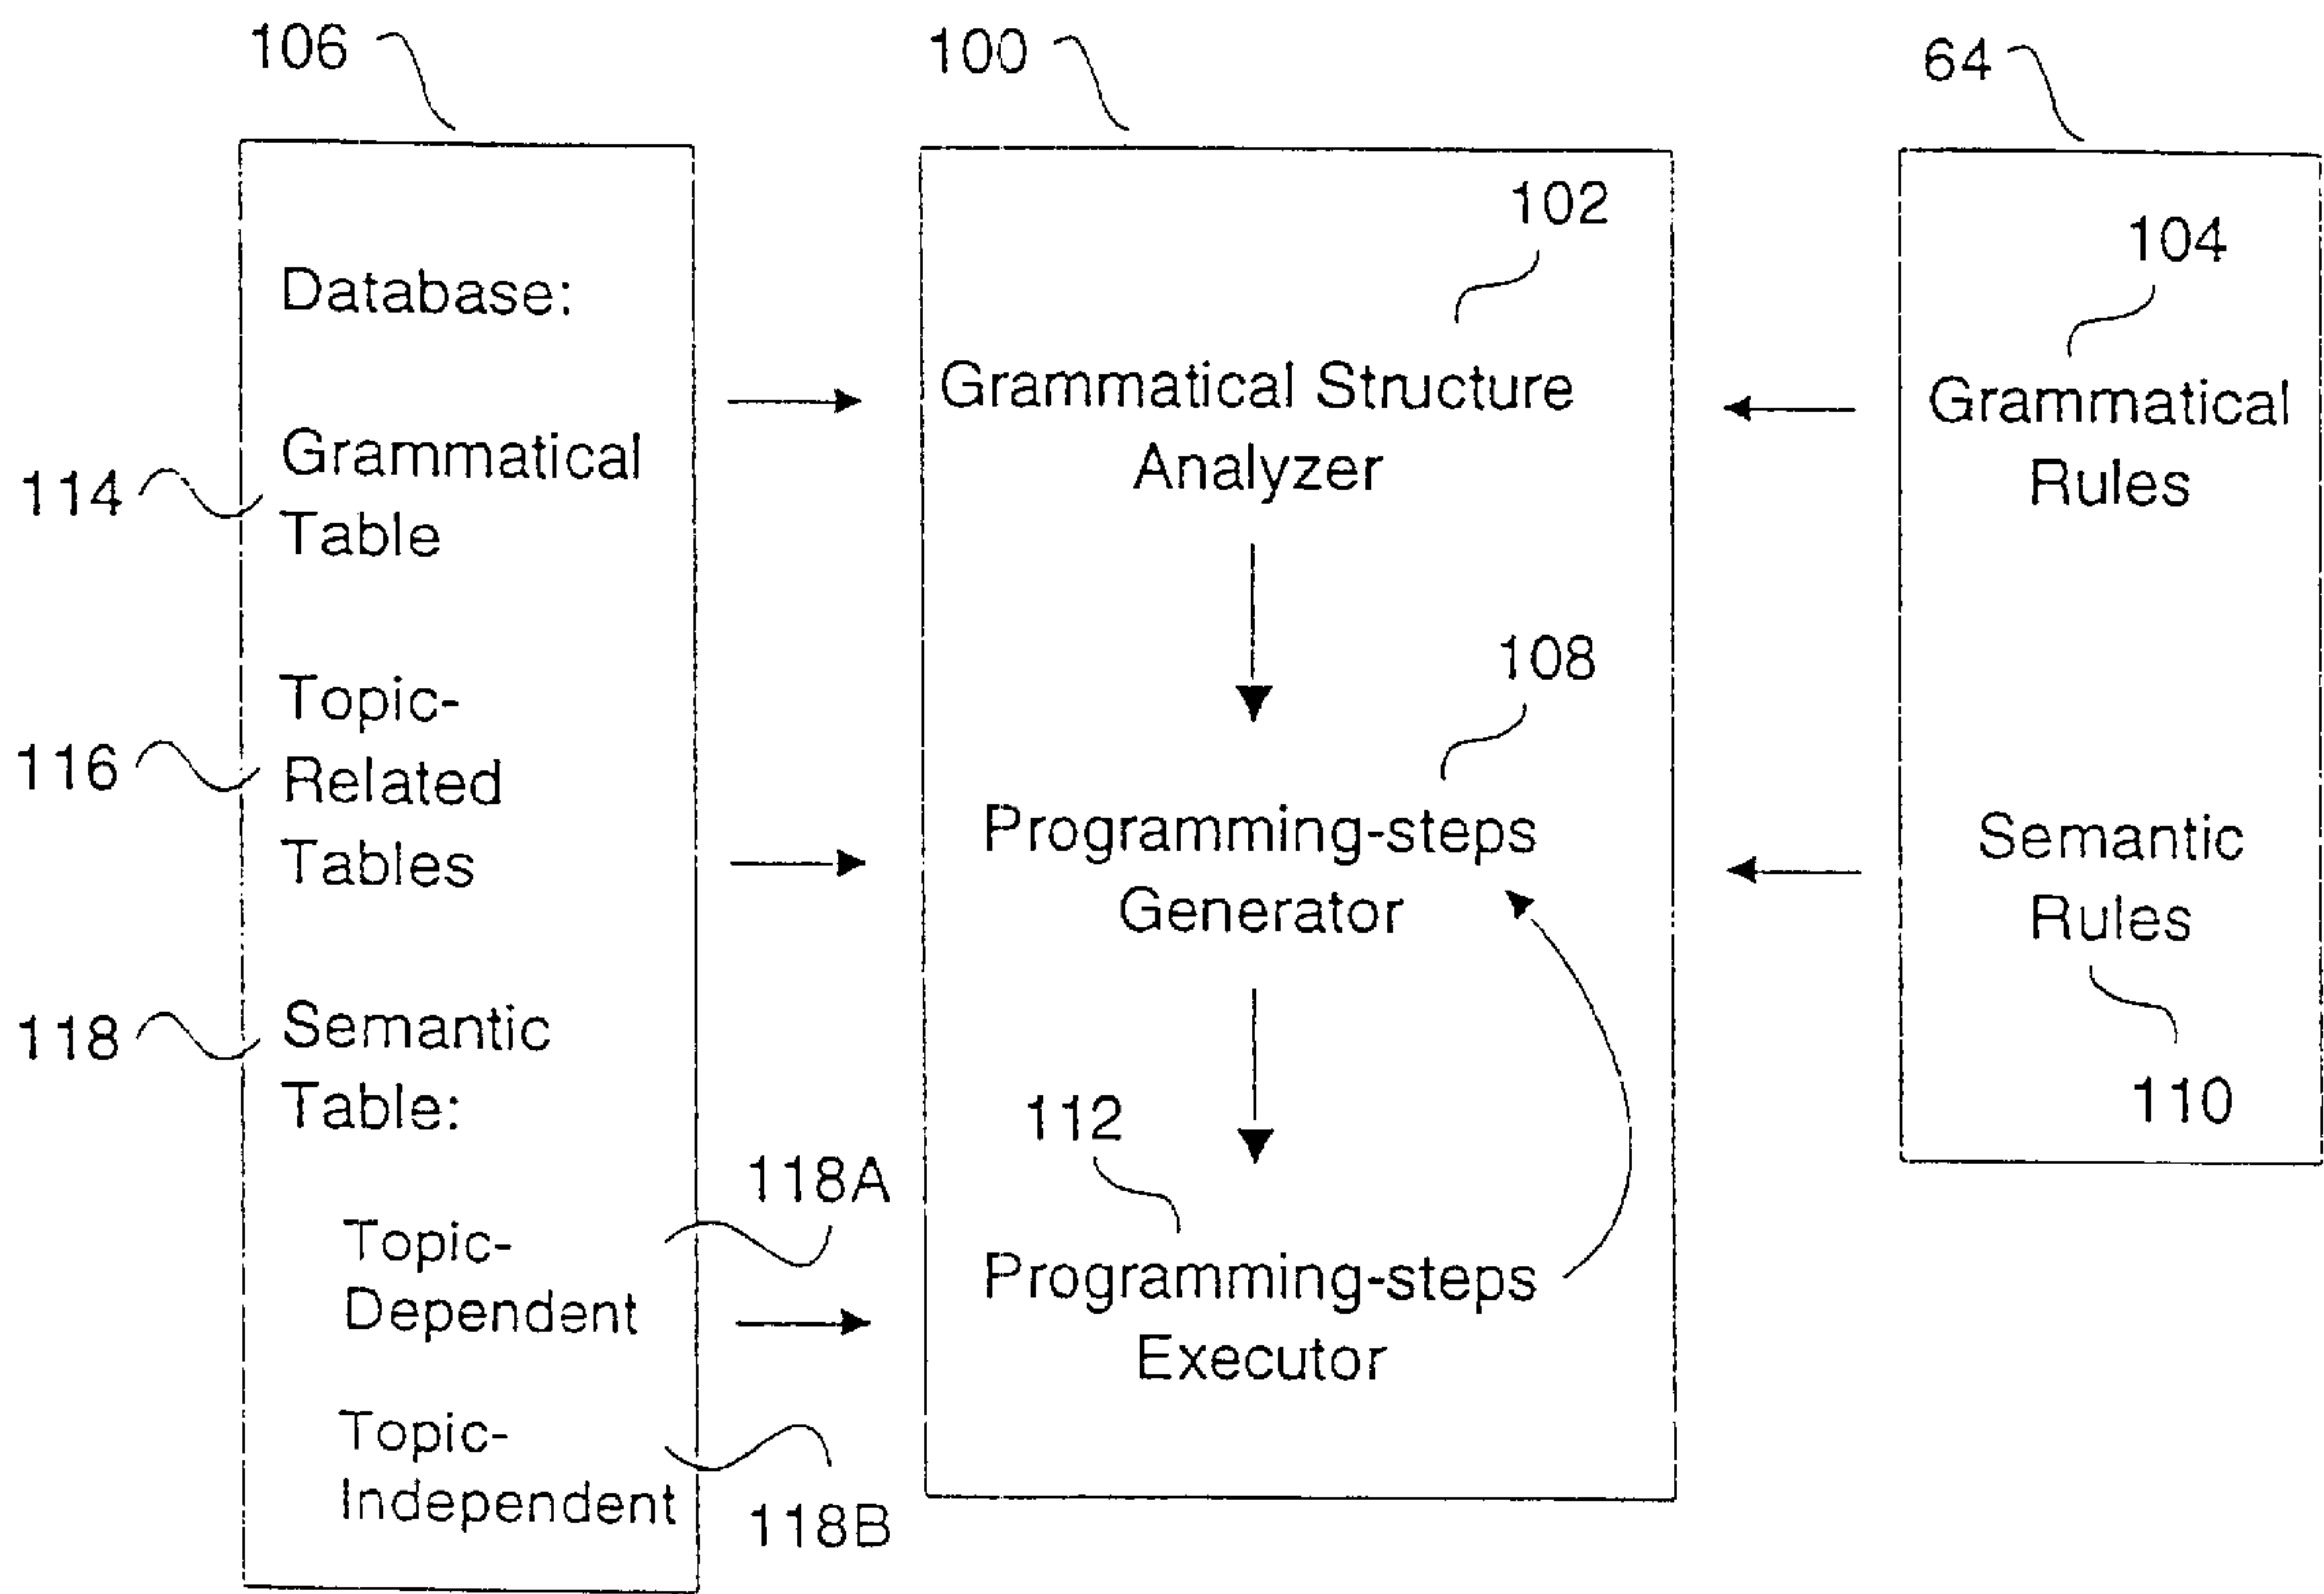 106
100
64
Database:
114
Grammatical
Table
116
Topic-
Related
Tables
118
Semantic
Table:
118A
Topic-
Dependent
Topic-
Independent
118B
102
Grammatical Structure
Analyzer
108
Programming-steps
Generator
112
Programming-steps
Executor
104
Grammatical
Rules
Semantic
Rules
110